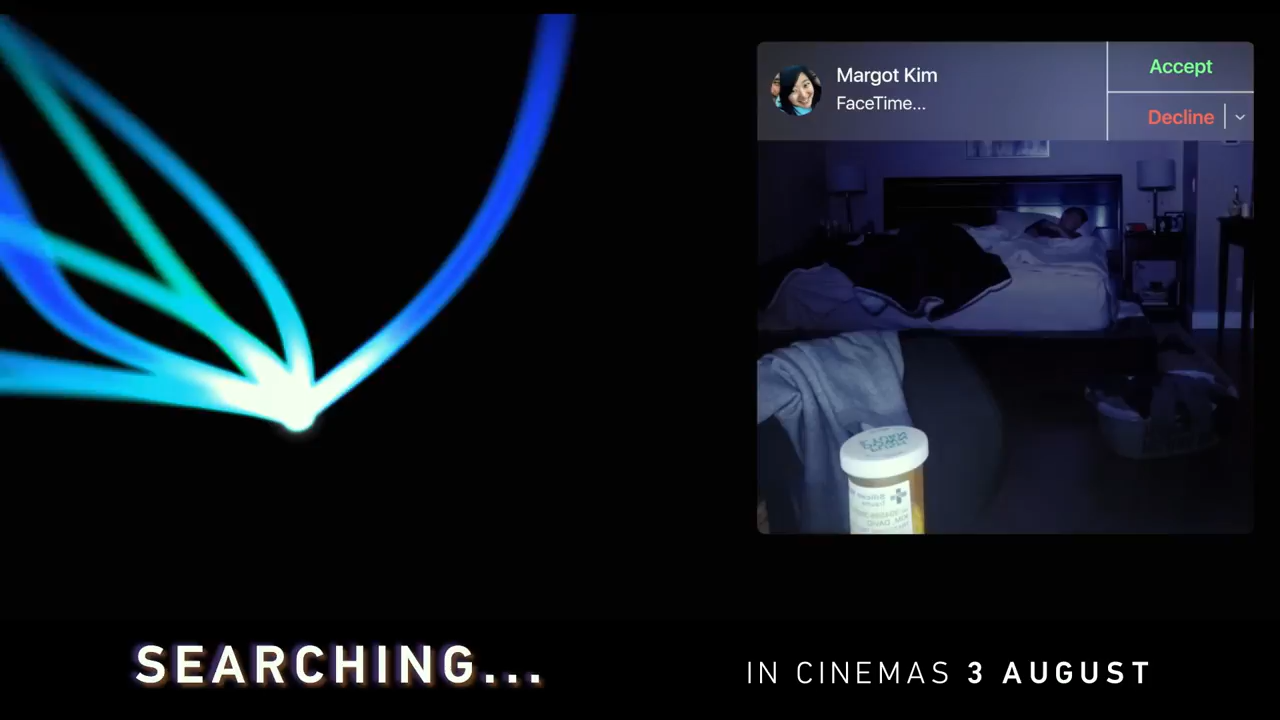 Margot Kim
FaceTime...
Accept
Decline
SEARCHING...
IN CINEMAS 3 AUGUST